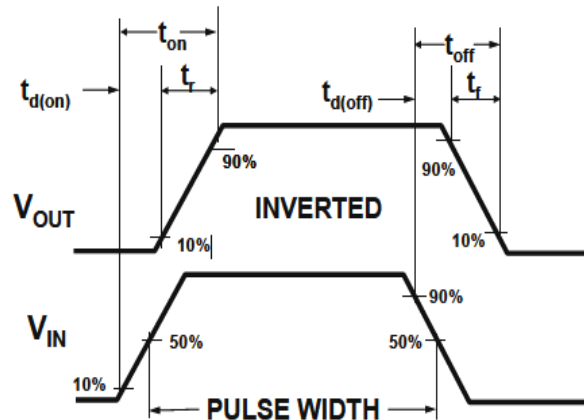 ton toff
tr tf
td(on) td(off)
90% 90%
VOUT INVERTED
10% 10%
90%
VIN 50% 50%
10%
PULSE WIDTH